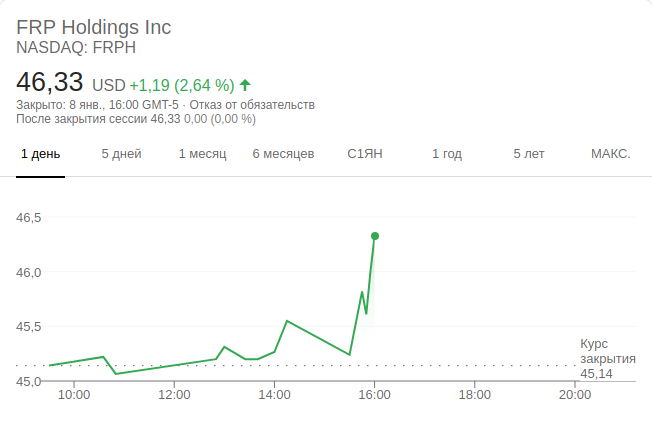 FRP Holdings Inc
NASDAQ: FRPH
46,33 USD +1,19 (2,64 %)
Закрыто: 8 янв., 16:00 GMT-5 · Отказ от обязательств
После закрытия сессии 46,33 0,00 (0,00 %)
1 день 5 дней 1 месяц 6 месяцев С1ЯН 1 год 5 лет МАКС.
46,5
46,0
45,5
Курс
закрытия
45,14
45,0
10:00 12:00 14:00 16:00 18:00 20:00